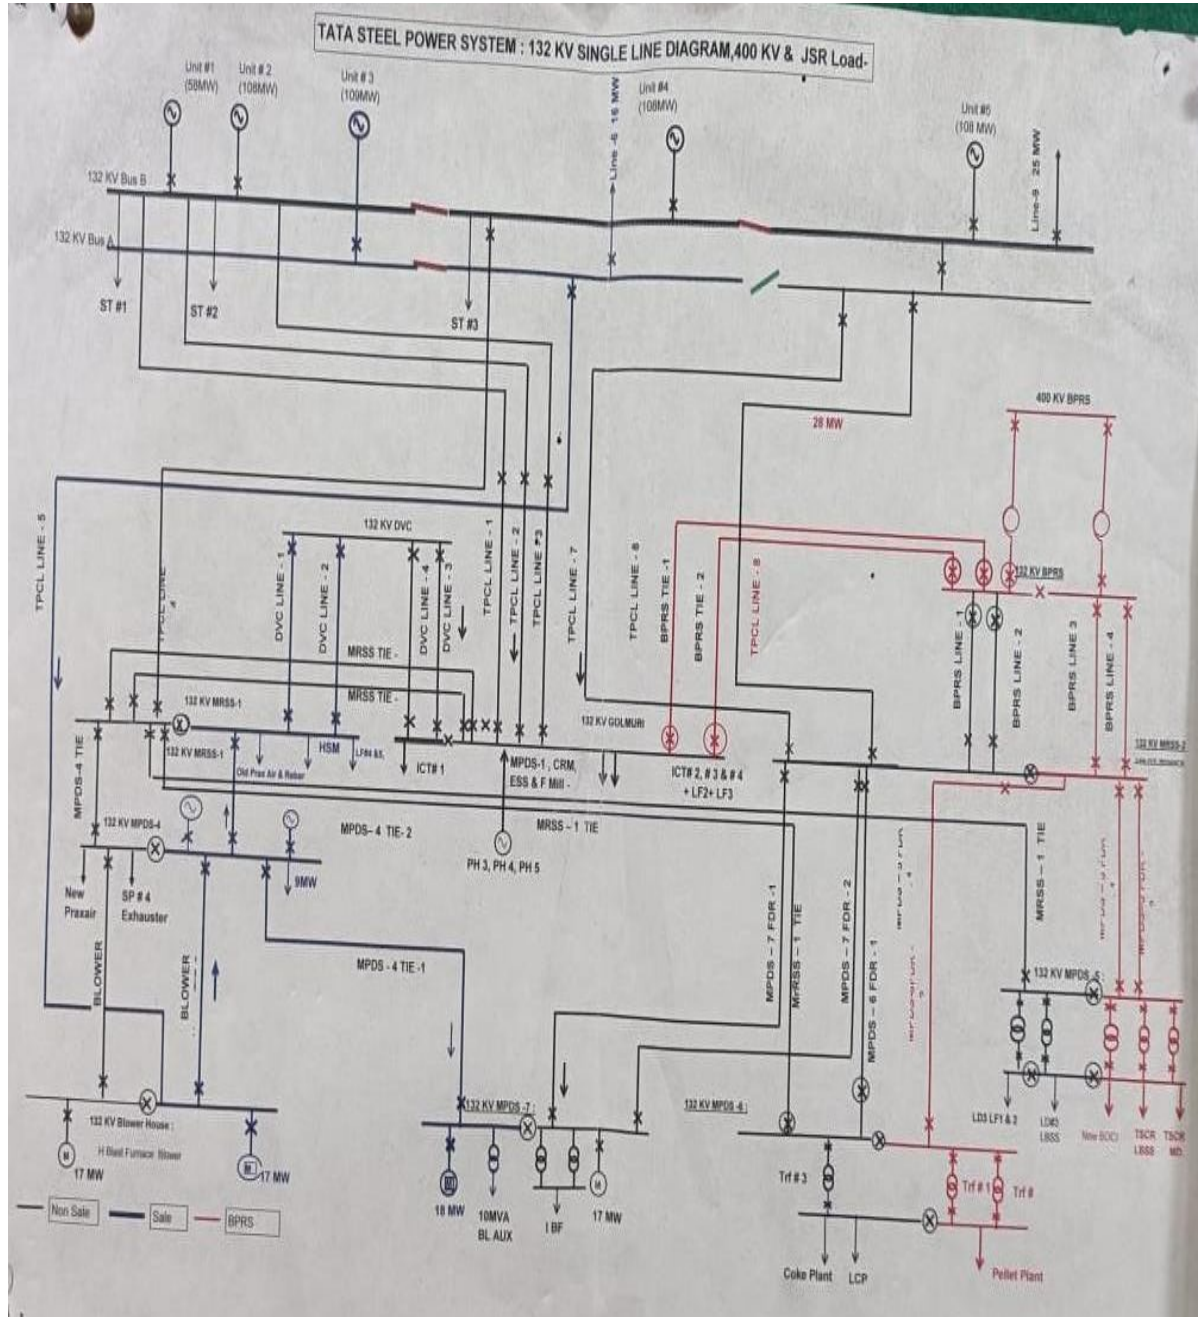 TATA STEEL POWER SYSTEM : 132 KV SINGLE LINE DIAGRAM,400 KV & JSR Load-
Unit #1
(58MW)
Unit # 2
(108MW)
Unit # 3
(109MW)
Line -6 16 MW
Unit #4
(108MW)
Unit #5
(108 MW)
Line-9 25 MW
132 KV Bus B
132 KV Bus A
ST #1
ST #2
ST #3
28 MW
400 KV BPRS
132 KV DVC
132 KV BPRS
TPCL LINE - 5
TPCL LINE
DVC LINE - 1
DVC LINE - 2
DVC LINE - 4
DVC LINE - 3
TPCL LINE - 1
TPCL LINE - 2
TPCL LINE #3
TPCL LINE - 7
TPCL LINE - 6
BPRS TIE -1
BPRS TIE - 2
TPCL LINE - 8
BPRS LINE - 1
BPRS LINE - 2
BPRS LINE 3
BPRS LINE - 4
MRSS TIE -
MRSS TIE -
132 KV MRSS-1
132 KV MRSS-1
HSM
Old Prax Air & Rebar
ICT# 1
132 KV GOLMURI
MPDS-1 , CRM,
ESS & F Mill -
ICT# 2, # 3 & # 4
+ LF2+ LF3
132 KV MRSS-2
MPDS-4 TIE
132 KV MPDS-4
MPDS- 4 TIE- 2
MRSS – 1 TIE
PH 3, PH 4, PH 5
9MW
New
Praxair
SP # 4
Exhauster
BLOWER
BLOWER
MPDS - 4 TIE -1
MPDS – 7 FDR - 1
MrRSS – 1 TIE
MPDS – 7 FDR - 2
MPDS – 6 FDR - 1
MRSS – 1 TIE
132 KV MPDS -5:
132 KV Blower House :
H Blast Furnace Blower
M
17 MW
M
17 MW
132 KV MPDS -7:
18 MW
10MVA
BL AUX
I BF
M
17 MW
132 KV MPDS -6:
Trf # 3
Trf # 1
Trf #
Coke Plant
LCP
Pellet Plant
LD3 LF1 & 2
LD#3
LBSS
New BOC)
TSCR
LBSS
TSCR
MD
Non Sale
Sale
BPRS